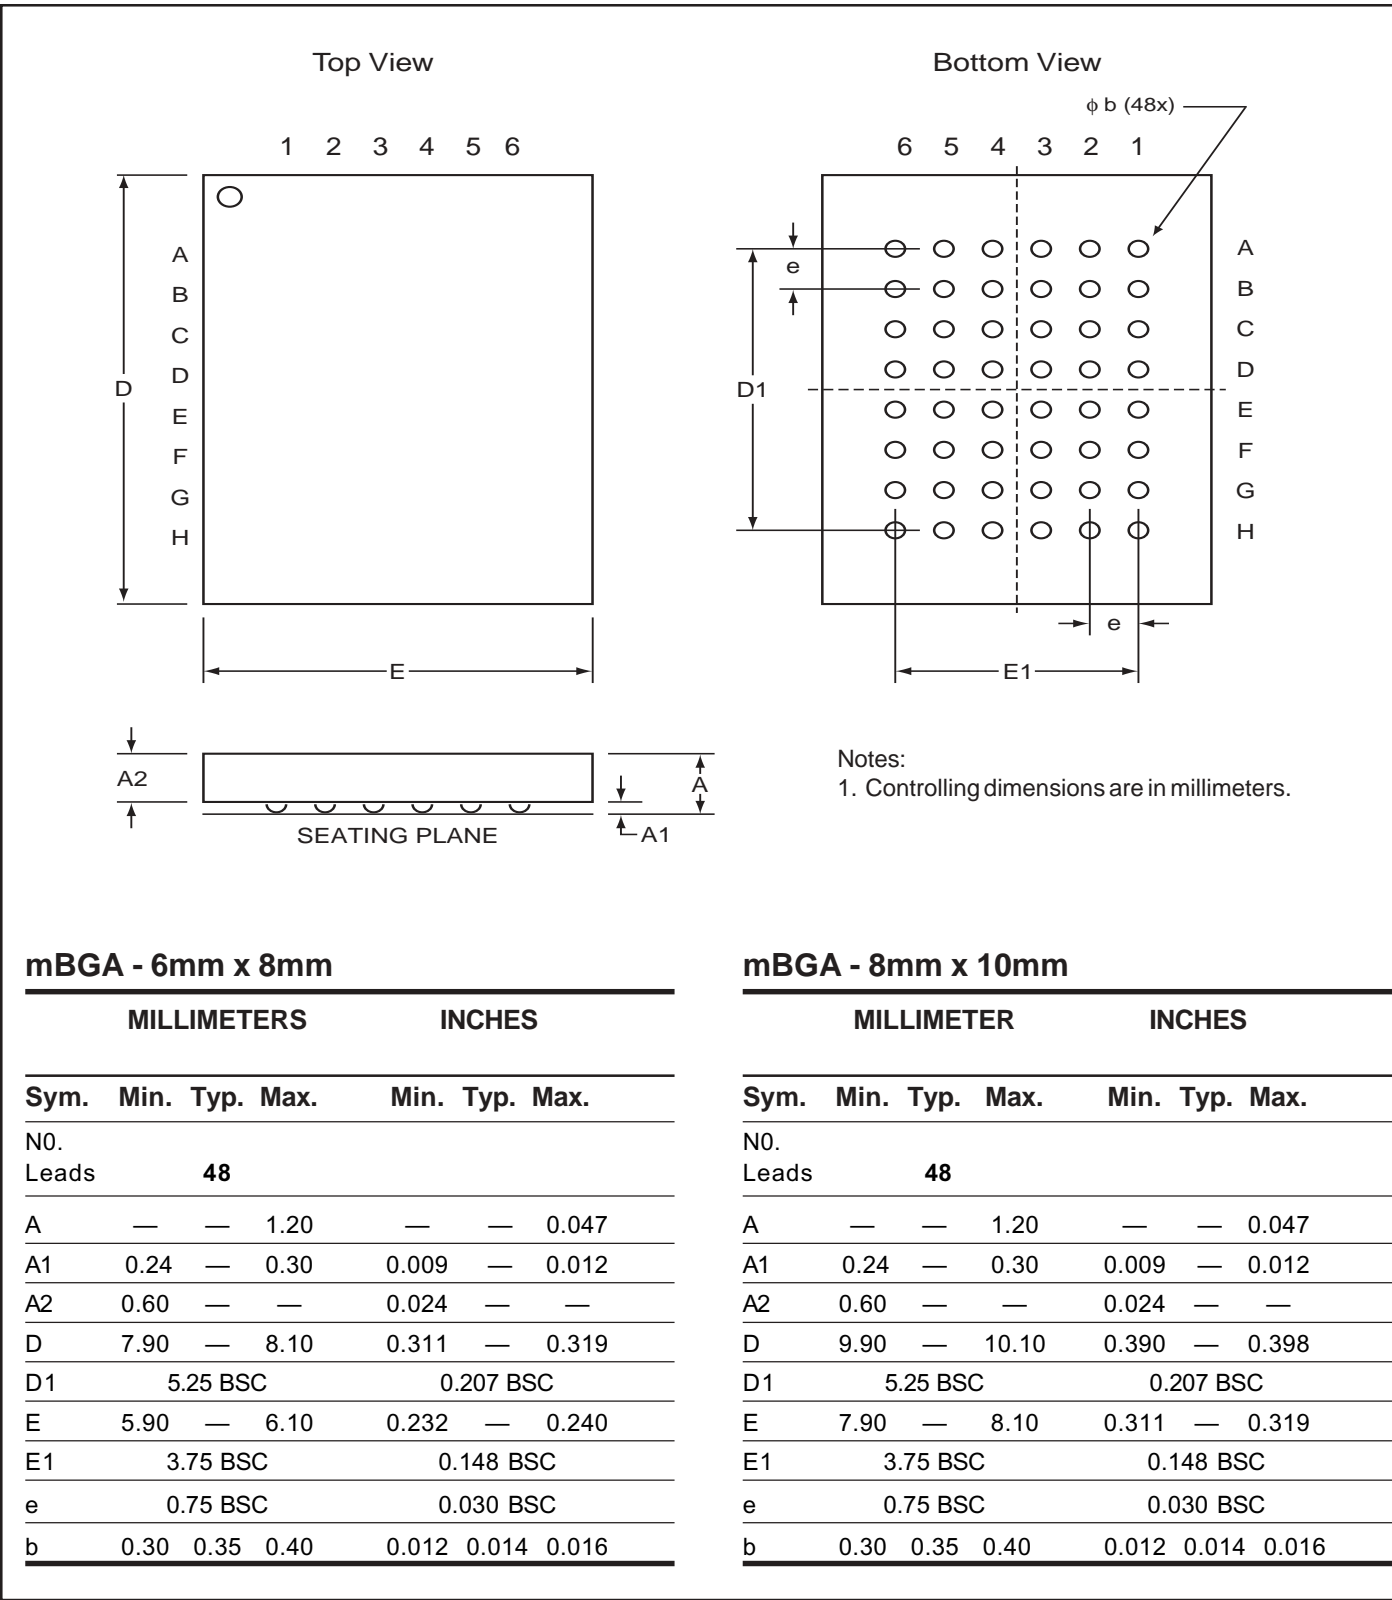 Top View
Bottom View
ϕ b (48x)
1 2 3 4 5 6
6 5 4 3 2 1
A
B
C
D
E
F
G
H
D
E
e
D1
A
B
C
D
E
F
G
H
e
E1
A2
A
A1
SEATING PLANE
Notes:
1. Controlling dimensions are in millimeters.
mBGA - 6mm x 8mm
MILLIMETERS INCHES
Sym. Min. Typ. Max. Min. Typ. Max.
N0.
Leads 48
A — — 1.20 — — 0.047
A1 0.24 — 0.30 0.009 — 0.012
A2 0.60 — — 0.024 — —
D 7.90 — 8.10 0.311 — 0.319
D1 5.25 BSC 0.207 BSC
E 5.90 — 6.10 0.232 — 0.240
E1 3.75 BSC 0.148 BSC
e 0.75 BSC 0.030 BSC
b 0.30 0.35 0.40 0.012 0.014 0.016
mBGA - 8mm x 10mm
MILLIMETER INCHES
Sym. Min. Typ. Max. Min. Typ. Max.
N0.
Leads 48
A — — 1.20 — — 0.047
A1 0.24 — 0.30 0.009 — 0.012
A2 0.60 — — 0.024 — —
D 9.90 — 10.10 0.390 — 0.398
D1 5.25 BSC 0.207 BSC
E 7.90 — 8.10 0.311 — 0.319
E1 3.75 BSC 0.148 BSC
e 0.75 BSC 0.030 BSC
b 0.30 0.35 0.40 0.012 0.014 0.016